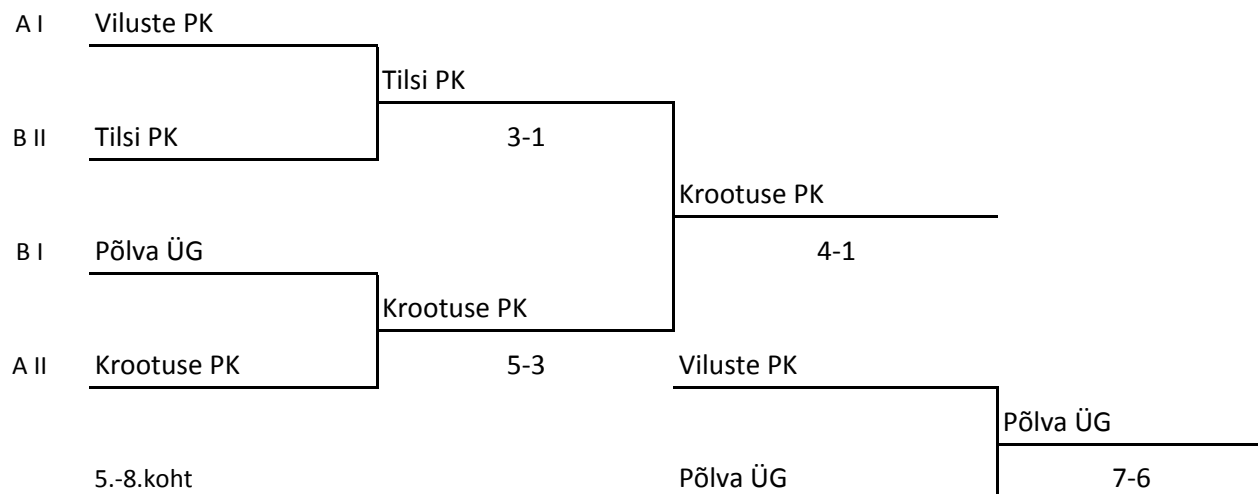 A I Viluste PK
Tilsi PK
B II Tilsi PK 3-1
Krootuse PK
B I Põlva ÜG 4-1
Krootuse PK
A II Krootuse PK 5-3 Viluste PK
Põlva ÜG
5.-8.koht Põlva ÜG 7-6